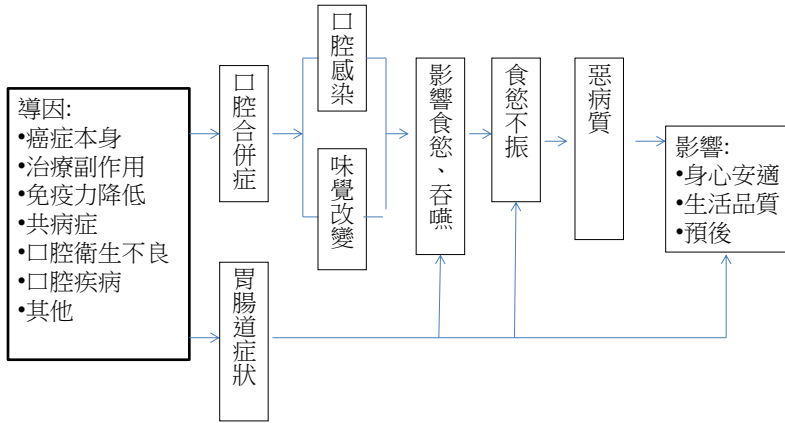 導因:
•癌症本身
•治療副作用
•免疫力降低
•共病症
•口腔衛生不良
•口腔疾病
•其他
口腔合併症
胃腸道症狀
口腔感染
味覺改變
影響食慾、吞嚥
食慾不振
惡病質
影響:
•身心安適
•生活品質
•預後